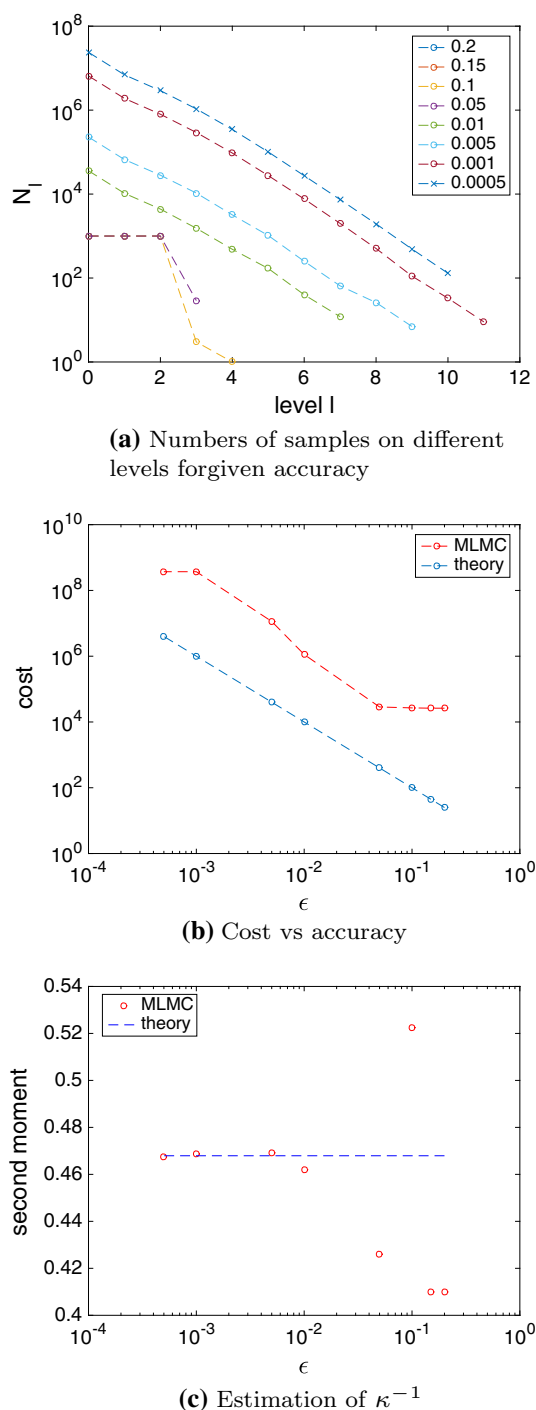 10^8
10^6
10^4
10^2
10^0
N_l
0 2 4 6 8 10 12
level l
0.2
0.15
0.1
0.05
0.01
0.005
0.001
0.0005
(a) Numbers of samples on different
levels forgiven accuracy
10^10
10^8
10^6
10^4
10^2
10^0
cost
10^-4 10^-3 10^-2 10^-1 10^0
ϵ
MLMC
theory
(b) Cost vs accuracy
0.54
0.52
0.5
0.48
0.46
0.44
0.42
0.4
second moment
10^-4 10^-3 10^-2 10^-1 10^0
ϵ
MLMC
theory
(c) Estimation of κ^−1